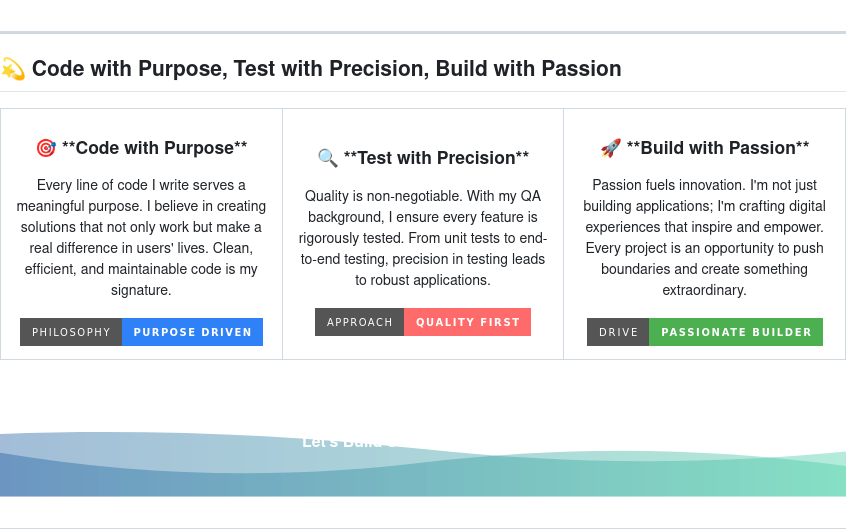 💫 Code with Purpose, Test with Precision, Build with Passion
🎯 **Code with Purpose**
Every line of code I write serves a
meaningful purpose. I believe in creating
solutions that not only work but make a
real difference in users' lives. Clean,
efficient, and maintainable code is my
signature.
PHILOSOPHY PURPOSE DRIVEN
🔍 **Test with Precision**
Quality is non-negotiable. With my QA
background, I ensure every feature is
rigorously tested. From unit tests to end-
to-end testing, precision in testing leads
to robust applications.
APPROACH QUALITY FIRST
🚀 **Build with Passion**
Passion fuels innovation. I'm not just
building applications; I'm crafting digital
experiences that inspire and empower.
Every project is an opportunity to push
boundaries and create something
extraordinary.
DRIVE PASSIONATE BUILDER
Let's Build